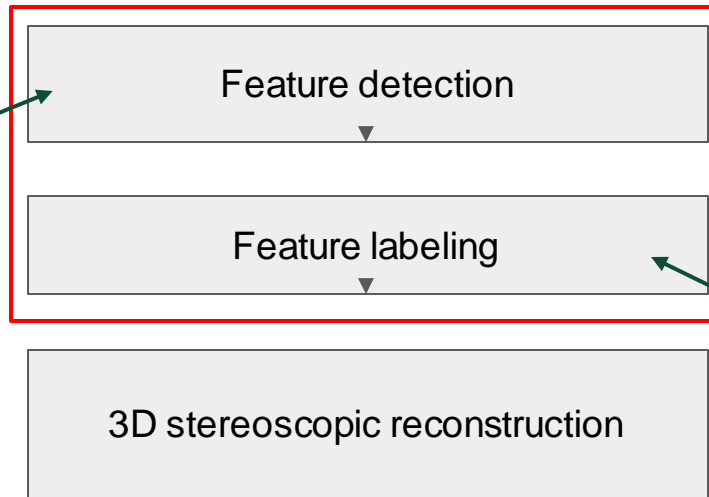 Feature detection
Feature labeling
3D stereoscopic reconstruction